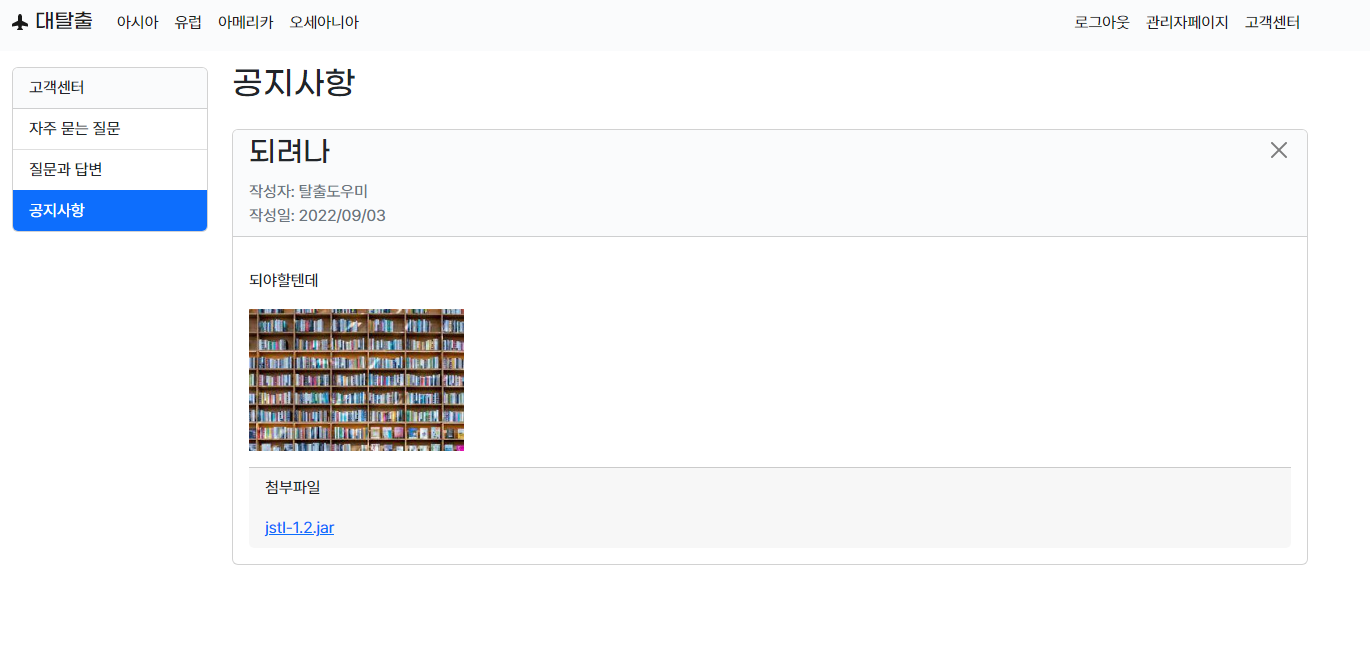 대탈출 아시아 유럽 아메리카 오세아니아 로그아웃 관리자페이지 고객센터
고객센터
자주 묻는 질문
질문과 답변
공지사항
공지사항
되려나
작성자: 탈출도우미
작성일: 2022/09/03
되야할텐데
첨부파일
jstl-1.2.jar